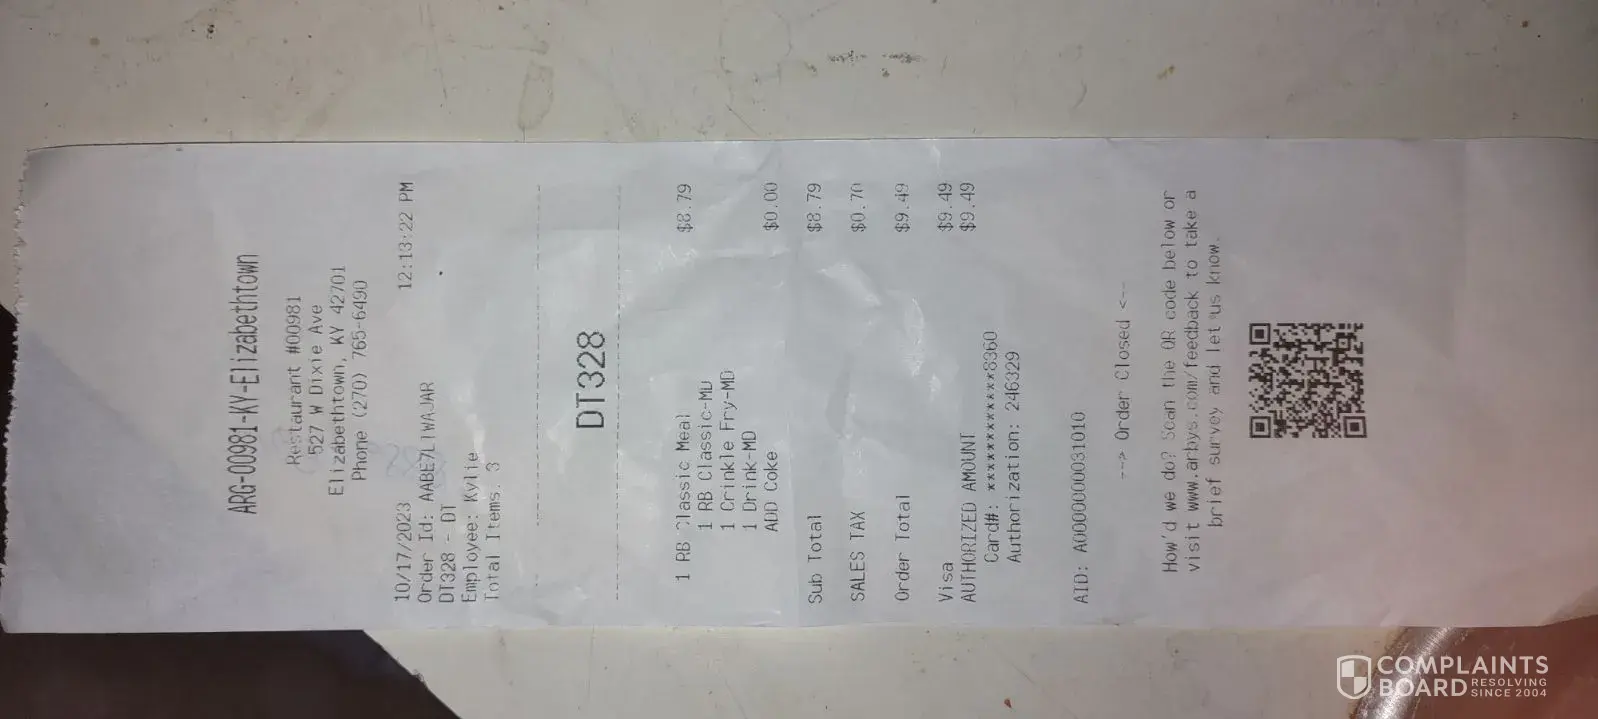 ARG-00981-KY-Elizabethtown
Restaurant #00981
527 W Dixie Ave
Elizabethtown, KY 42701
Phone (270) 765-6490
10/17/2023 12:13:22 PM
Order Id: AABE7LIWAJAR
DT328 - DT
Employee: Kylie
Total Items: 3
DT328
1 RB Classic Meal $8.79
1 RB Classic-MD
1 Crinkle Fry-MD
1 Drink-MD
ADD Coke $0.00
Sub Total $8.79
SALES TAX $0.70
Order Total $9.49
Visa $9.49
AUTHORIZED AMOUNT $9.49
Card#: ************8360
Authorization: 246329
AID: A0000000031010
--> Order Closed <--
How'd we do? Scan the QR code below or
visit www.arbys.com/feedback to take a
brief survey and let us know.
COMPLAINTS
BOARD RESOLVING
SINCE 2004